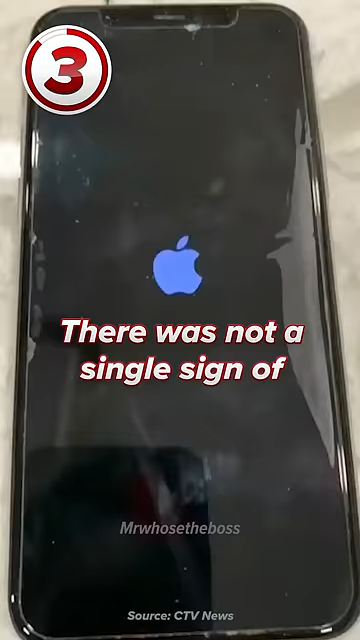 3
There was not a
single sign of
Mrwhosetheboss
Source: CTV News